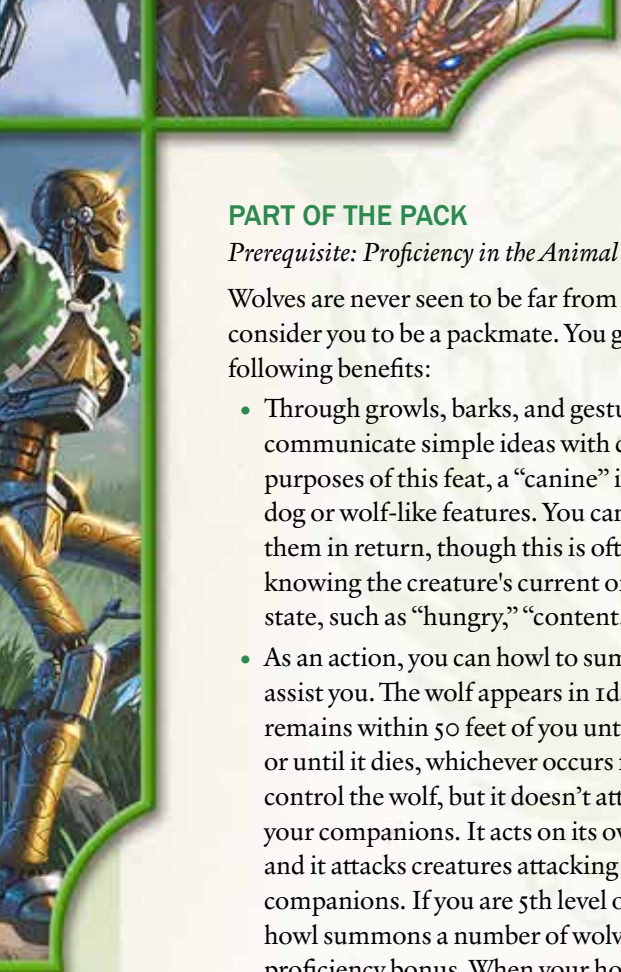 PART OF THE PACK
Prerequisite: Proficiency in the Animal
Wolves are never seen to be far from
consider you to be a packmate. You g
following benefits:
• Through growls, barks, and gestu
communicate simple ideas with c
purposes of this feat, a “canine” i
dog or wolf-like features. You can
them in return, though this is oft
knowing the creature's current or
state, such as “hungry,” “content,
• As an action, you can howl to sum
assist you. The wolf appears in 1d
remains within 50 feet of you unt
or until it dies, whichever occurs
control the wolf, but it doesn’t att
your companions. It acts on its ow
and it attacks creatures attacking
companions. If you are 5th level o
howl summons a number of wolv
proficiency bonus. When your ho